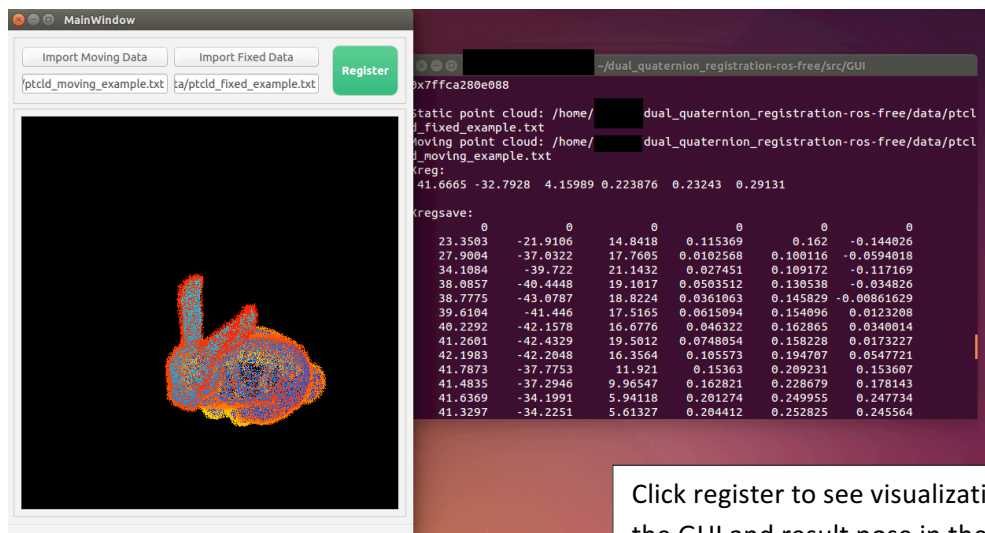 MainWindow
Import Moving Data Import Fixed Data
Register
/ptcld_moving_example.txt ta/ptcld_fixed_example.txt
~/dual_quaternion_registration-ros-free/src/GUI
0x7ffca280e088
Static point cloud: /home/ dual_quaternion_registration-ros-free/data/ptcl
d_fixed_example.txt
Moving point cloud: /home/ dual_quaternion_registration-ros-free/data/ptcl
d_moving_example.txt
Xreg:
41.6665 -32.7928 4.15989 0.223876 0.23243 0.29131
Xregsave:
0 0 0 0 0 0
23.3503 -21.9106 14.8418 0.115369 0.162 -0.144026
27.9004 -37.0322 17.7605 0.0102568 0.100116 -0.0594018
34.1084 -39.722 21.1432 0.027451 0.109172 -0.117169
38.0857 -40.4448 19.1017 0.0503512 0.130538 -0.034826
38.7775 -43.0787 18.8224 0.0361063 0.145829 -0.00861629
39.6104 -41.446 17.5165 0.0615094 0.154096 0.0123208
40.2292 -42.1578 16.6776 0.046322 0.162865 0.0340014
41.2601 -42.4329 19.5012 0.0748054 0.158228 0.0173227
42.1983 -42.2048 16.3564 0.105573 0.194707 0.0547721
41.7873 -37.7753 11.921 0.15363 0.209231 0.153607
41.4835 -37.2946 9.96547 0.162821 0.228679 0.178143
41.6369 -34.1991 5.94118 0.201274 0.249955 0.247734
41.3297 -34.2251 5.61327 0.204412 0.252825 0.245564
Click register to see visualizati
the GUI and result pose in the